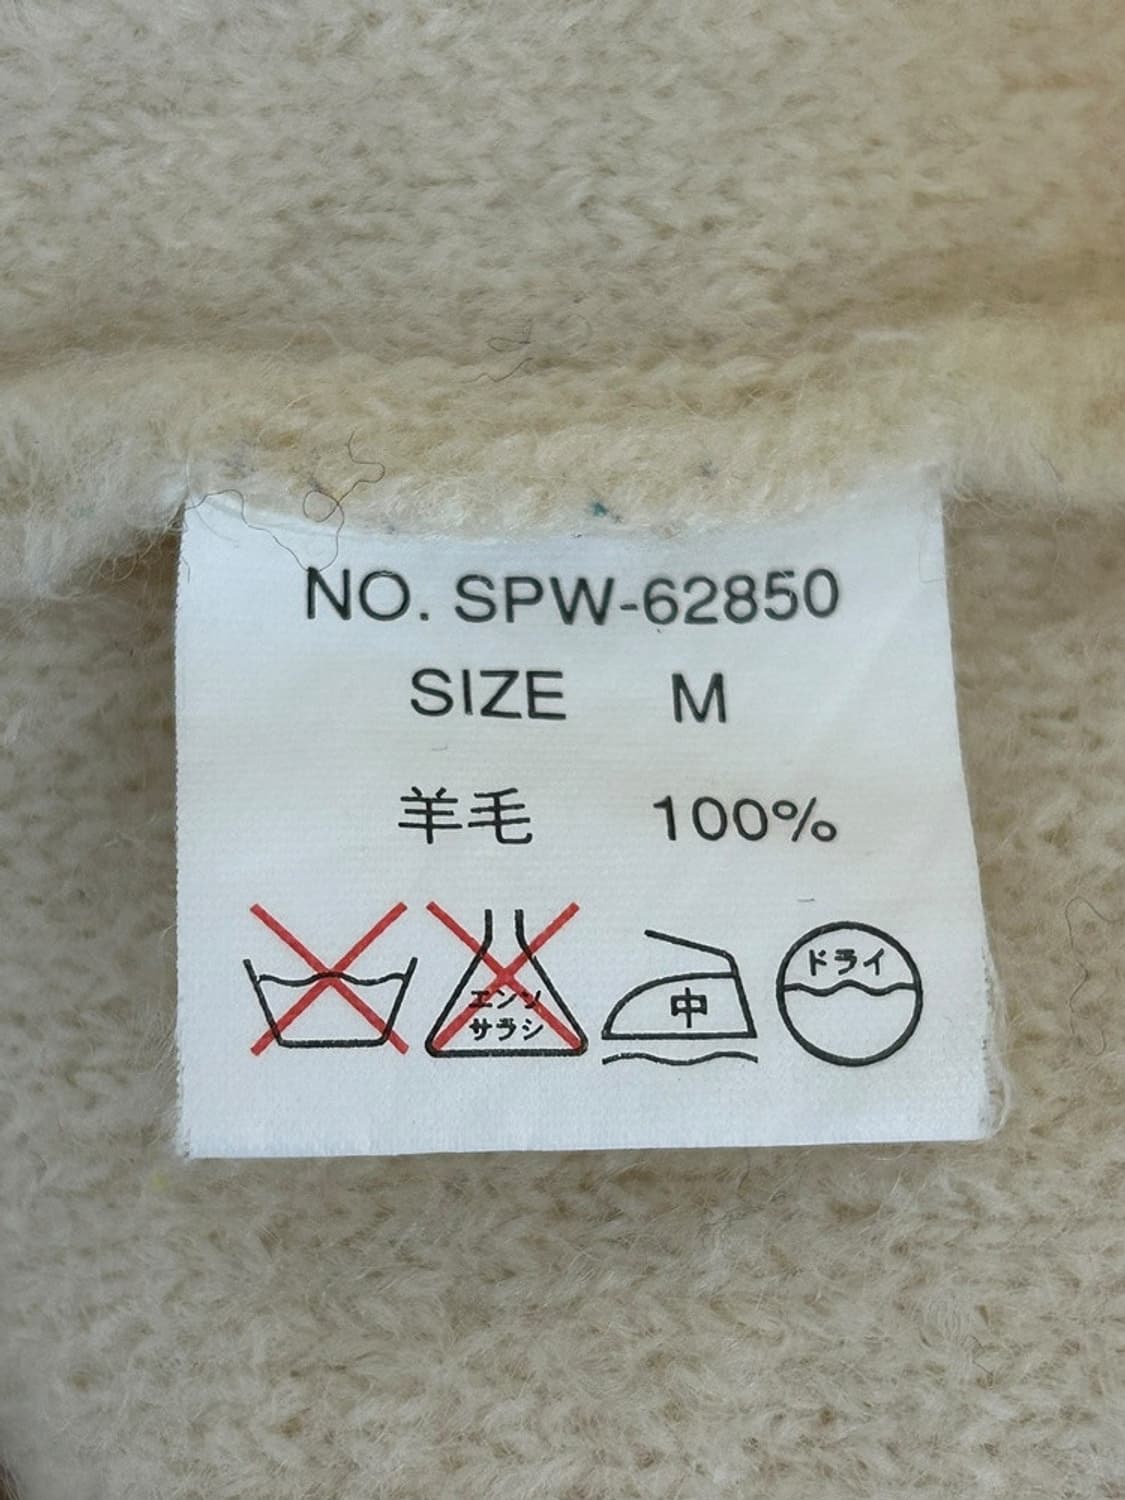 NO. SPW-62850
SIZE M
羊毛 100%
エンソ
サラシ
中
ドライ